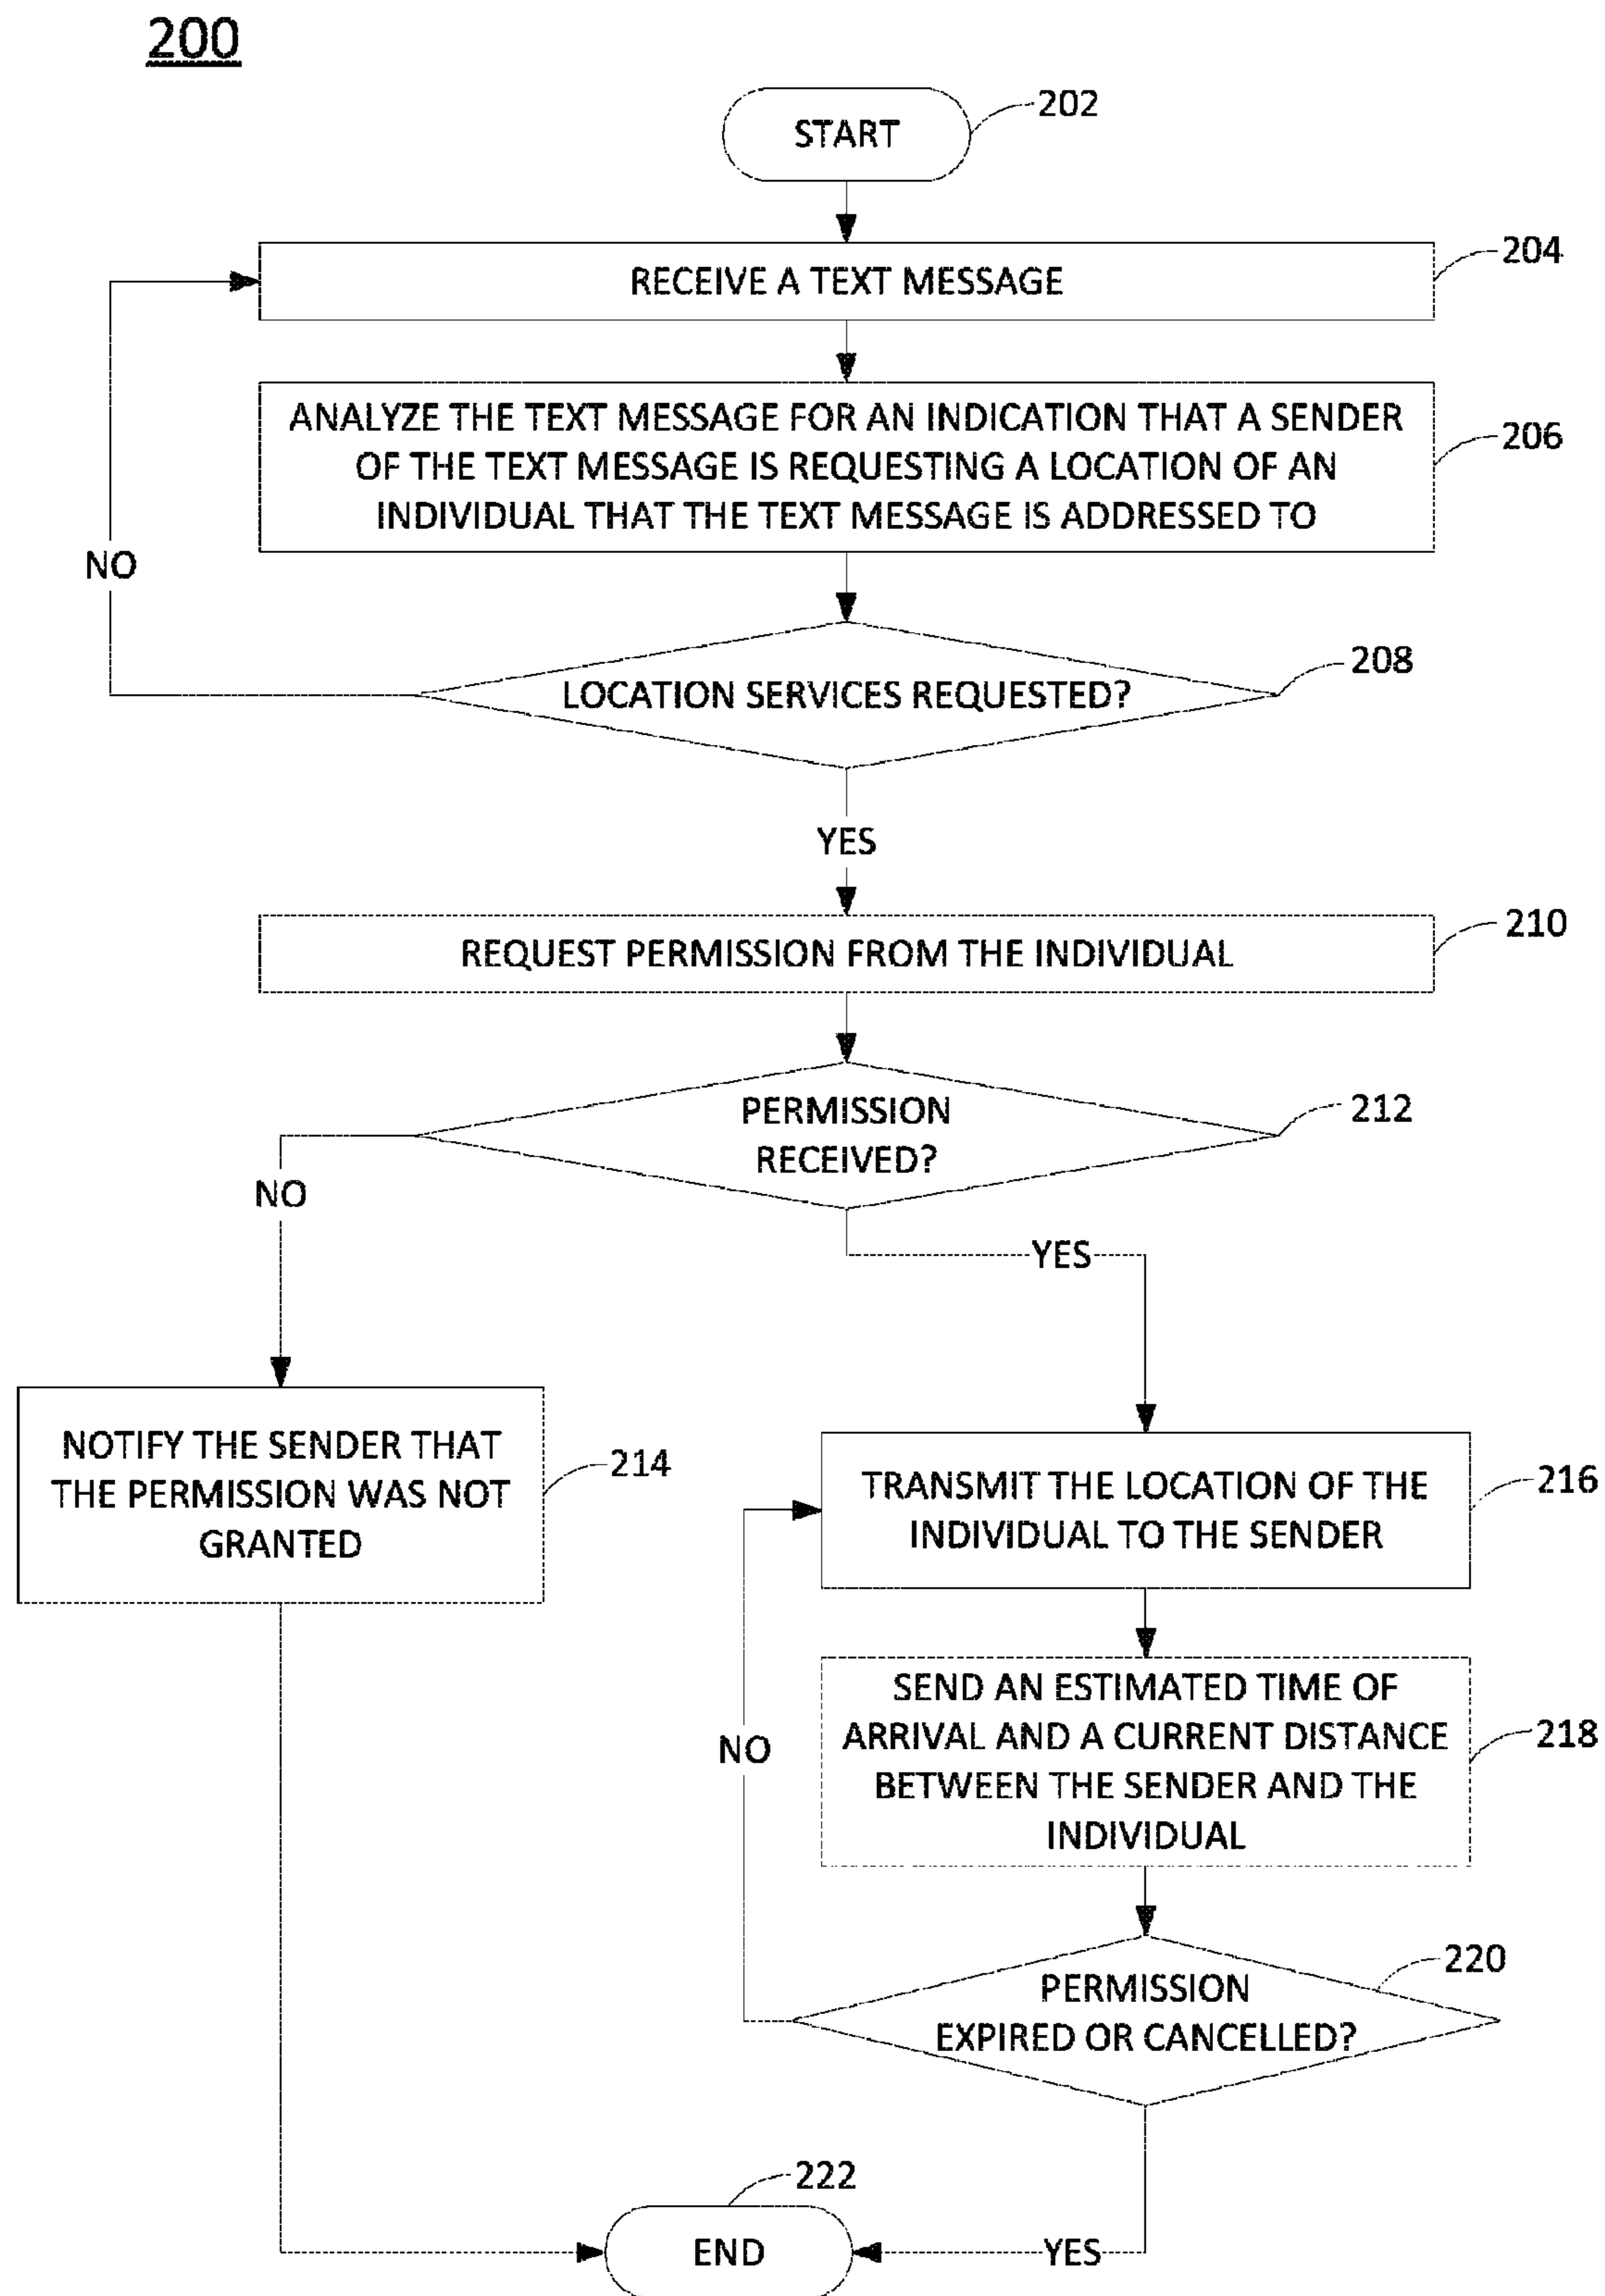 200
START
202
RECEIVE A TEXT MESSAGE
204
ANALYZE THE TEXT MESSAGE FOR AN INDICATION THAT A SENDER
OF THE TEXT MESSAGE IS REQUESTING A LOCATION OF AN
INDIVIDUAL THAT THE TEXT MESSAGE IS ADDRESSED TO
206
NO
LOCATION SERVICES REQUESTED?
208
YES
REQUEST PERMISSION FROM THE INDIVIDUAL
210
PERMISSION
RECEIVED?
212
NO
YES
NOTIFY THE SENDER THAT
THE PERMISSION WAS NOT
GRANTED
214
TRANSMIT THE LOCATION OF THE
INDIVIDUAL TO THE SENDER
216
SEND AN ESTIMATED TIME OF
ARRIVAL AND A CURRENT DISTANCE
BETWEEN THE SENDER AND THE
INDIVIDUAL
218
NO
PERMISSION
EXPIRED OR CANCELLED?
220
222
END
YES